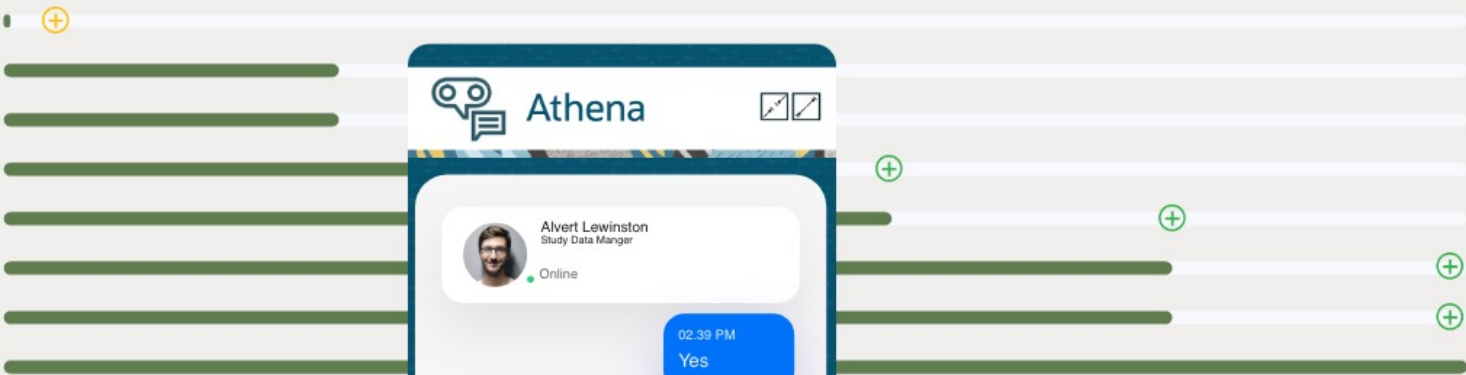 Athena
Alvert Lewinston
Study Data Manger
Online
02.39 PM
Yes